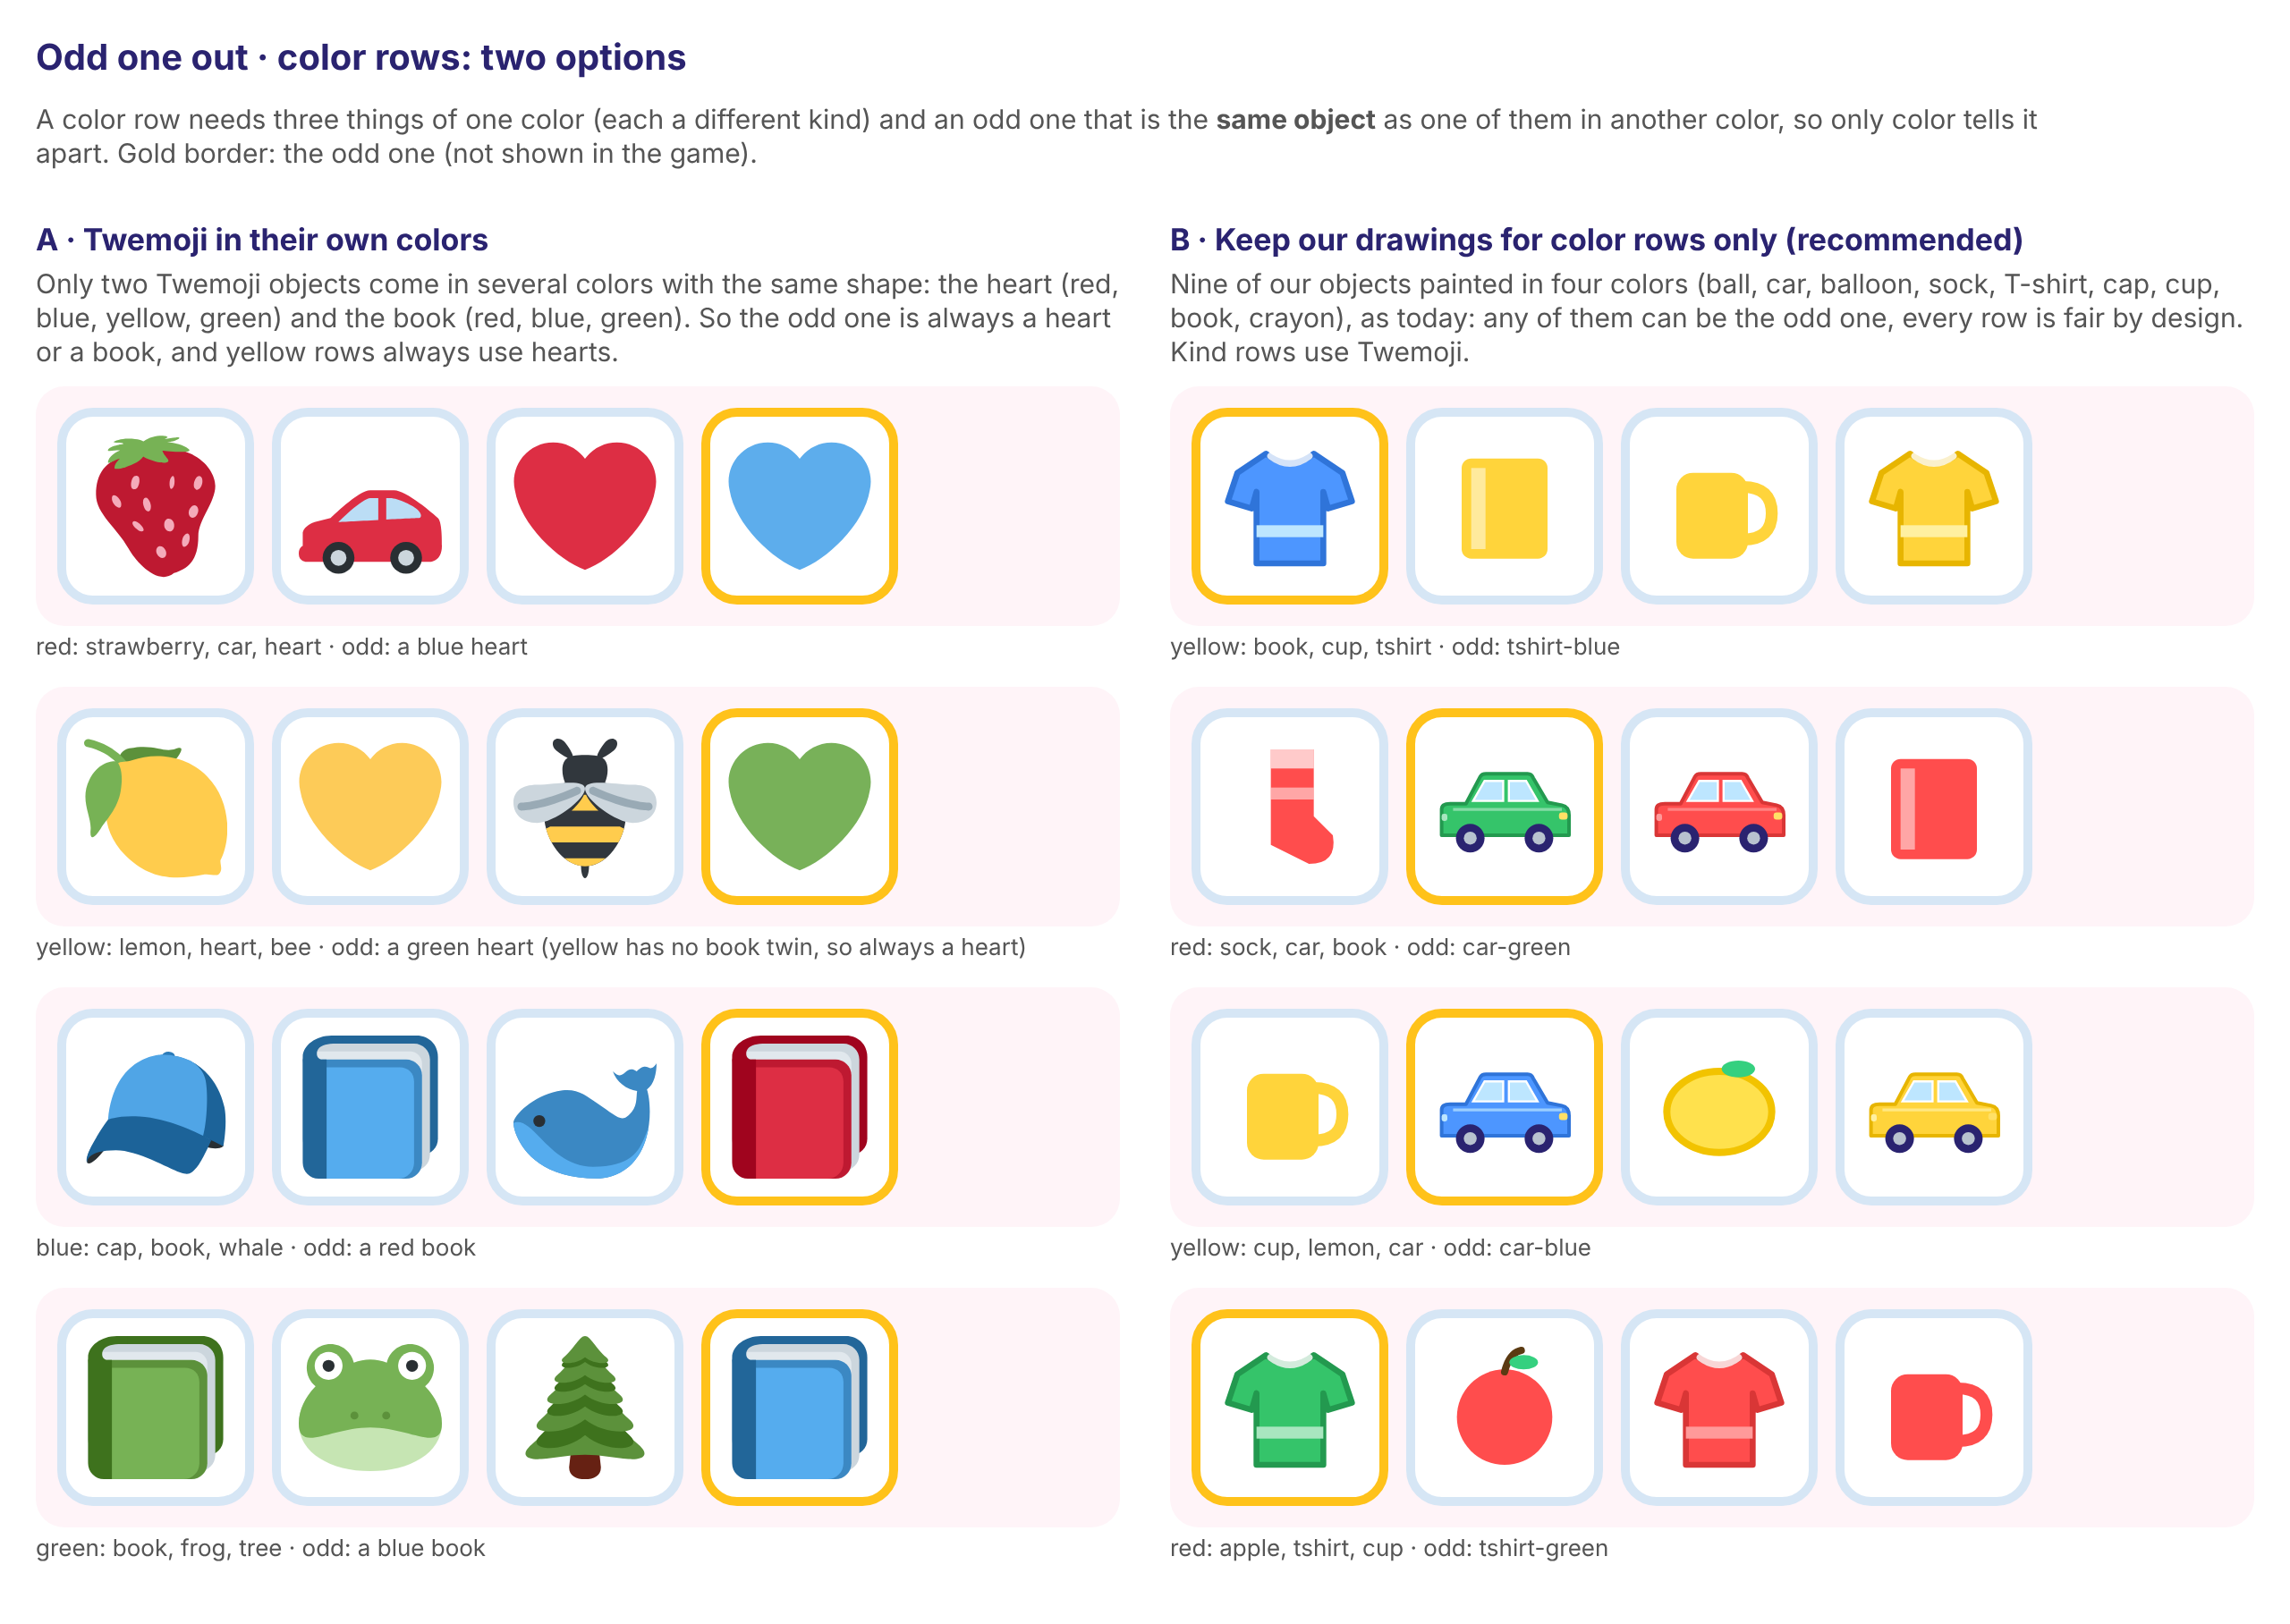 Odd one out · color rows: two options
A color row needs three things of one color (each a different kind) and an odd one that is the same object as one of them in another color, so only color tells it
apart. Gold border: the odd one (not shown in the game).
A · Twemoji in their own colors
Only two Twemoji objects come in several colors with the same shape: the heart (red,
blue, yellow, green) and the book (red, blue, green). So the odd one is always a heart
or a book, and yellow rows always use hearts.
red: strawberry, car, heart · odd: a blue heart
yellow: lemon, heart, bee · odd: a green heart (yellow has no book twin, so always a heart)
blue: cap, book, whale · odd: a red book
green: book, frog, tree · odd: a blue book
B · Keep our drawings for color rows only (recommended)
Nine of our objects painted in four colors (ball, car, balloon, sock, T-shirt, cap, cup,
book, crayon), as today: any of them can be the odd one, every row is fair by design.
Kind rows use Twemoji.
yellow: book, cup, tshirt · odd: tshirt-blue
red: sock, car, book · odd: car-green
yellow: cup, lemon, car · odd: car-blue
red: apple, tshirt, cup · odd: tshirt-green